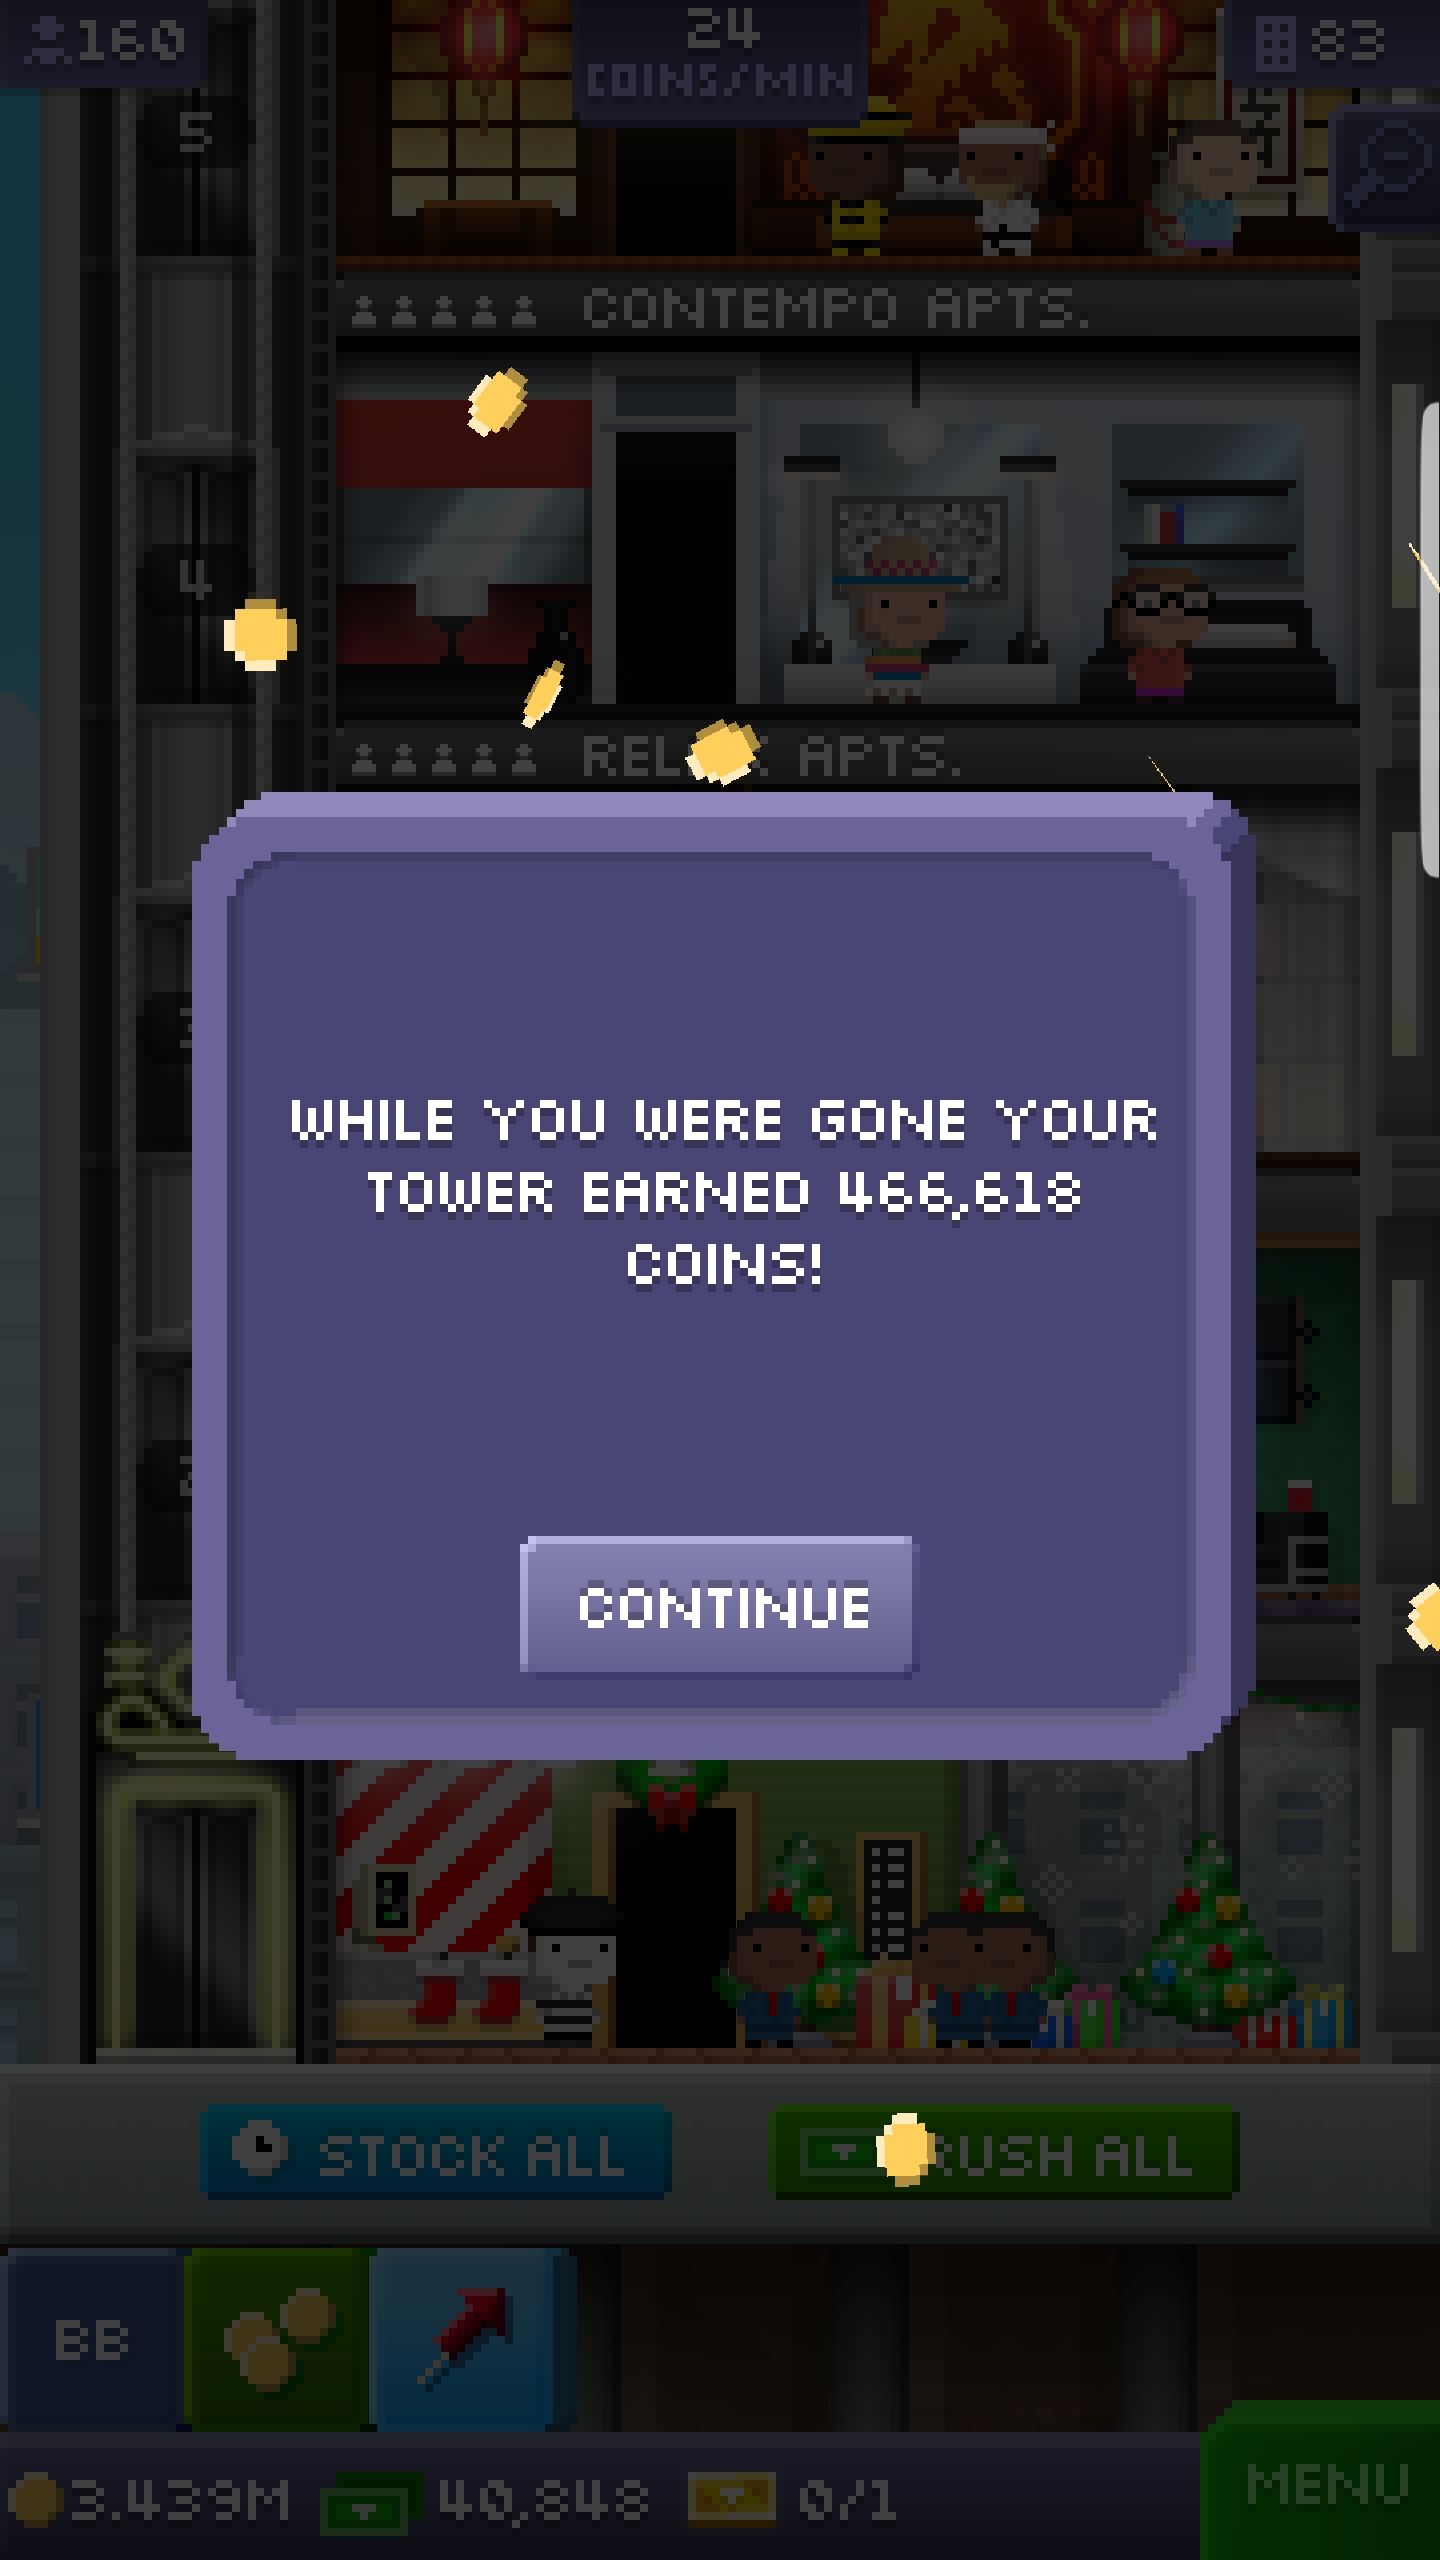 160
24
COINS/MIN
83
5
CONTEMPO APTS.
4
APTS.
WHILE YOU WERE GONE YOUR
TOWER EARNED 466,618
COINS!
CONTINUE
STOCK ALL
RUSH ALL
BB
3.439M
40,848
0/1
MENU